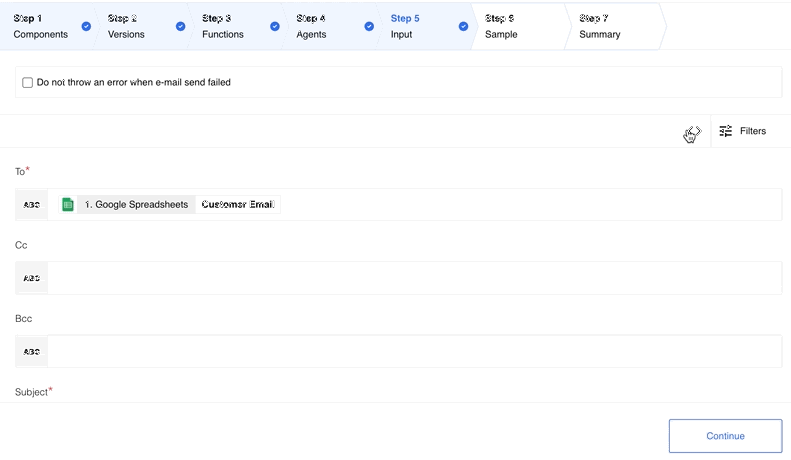 Step 1
Components
Step 2
Versions
Step 3
Functions
Step 4
Agents
Step 5
Input
Step 6
Sample
Step 7
Summary
Do not throw an error when e-mail send failed
Filters
To*
ABC 1. Google Spreadsheets Customer Email
Cc
ABC
Bcc
ABC
Subject*
Continue